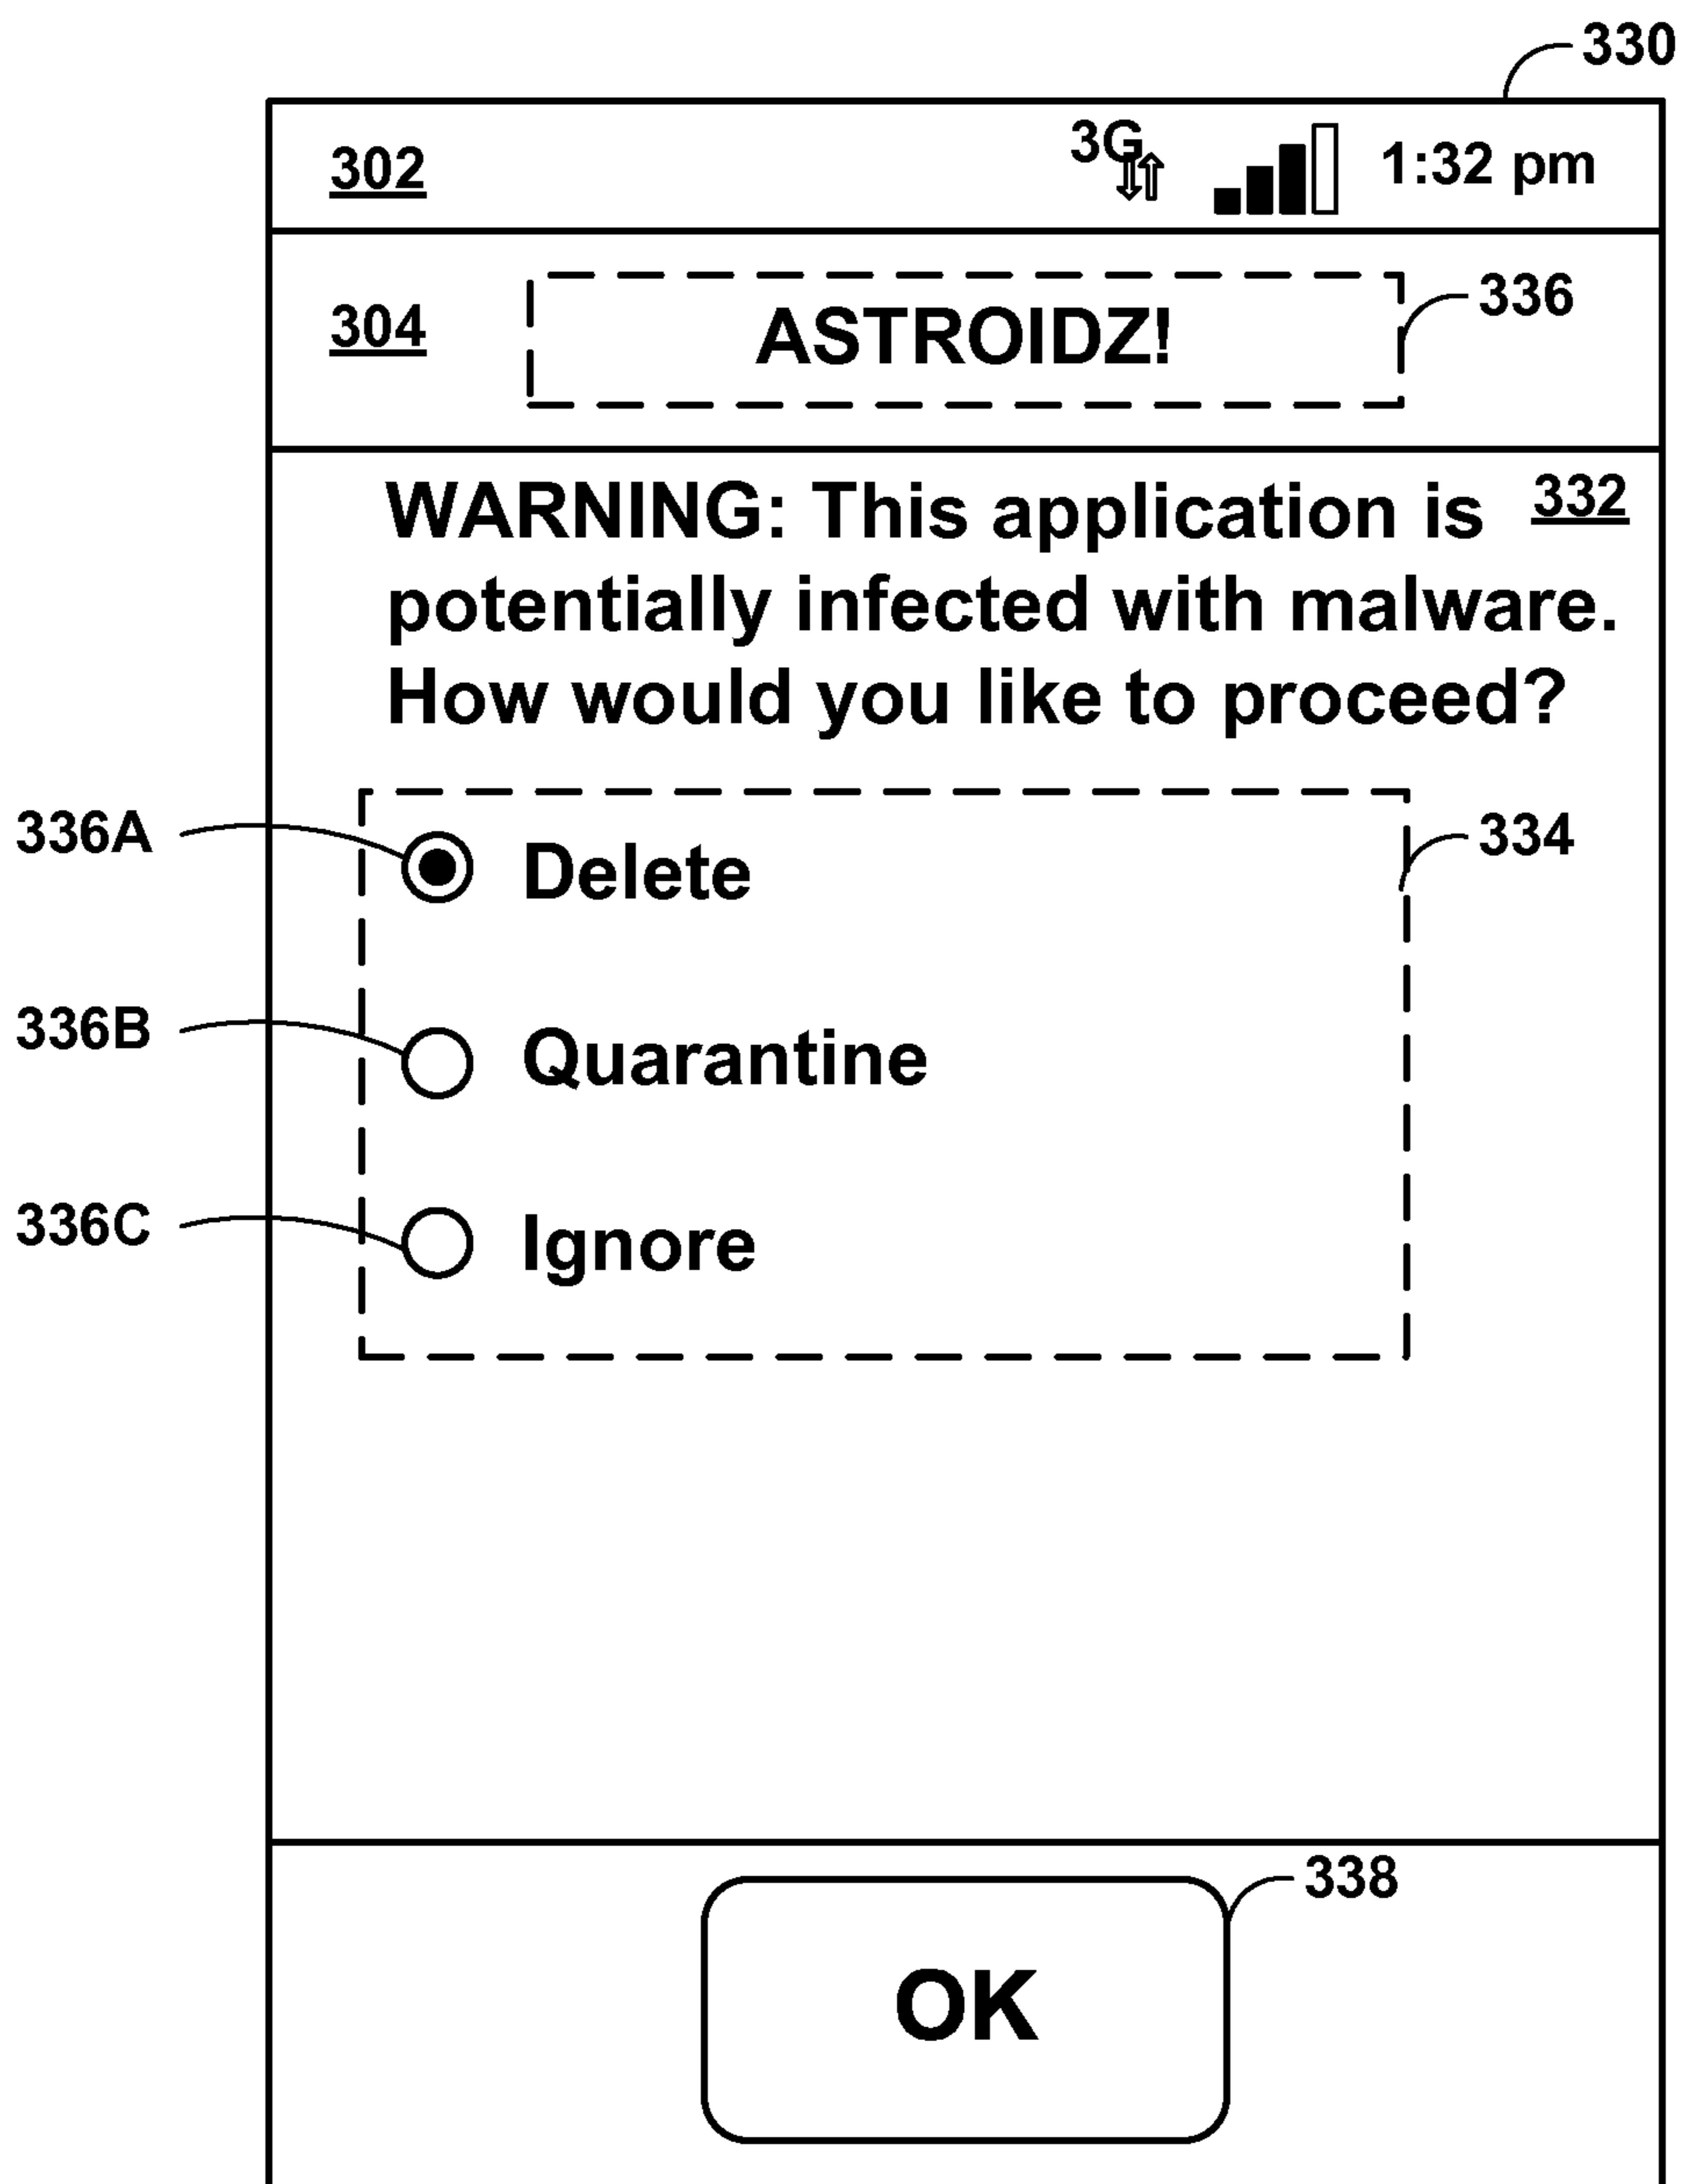 330
302 3G 1:32 pm
304 ASTROIDZ! 336
WARNING: This application is 332
potentially infected with malware.
How would you like to proceed?
336A Delete 334
336B Quarantine
336C Ignore
338
OK